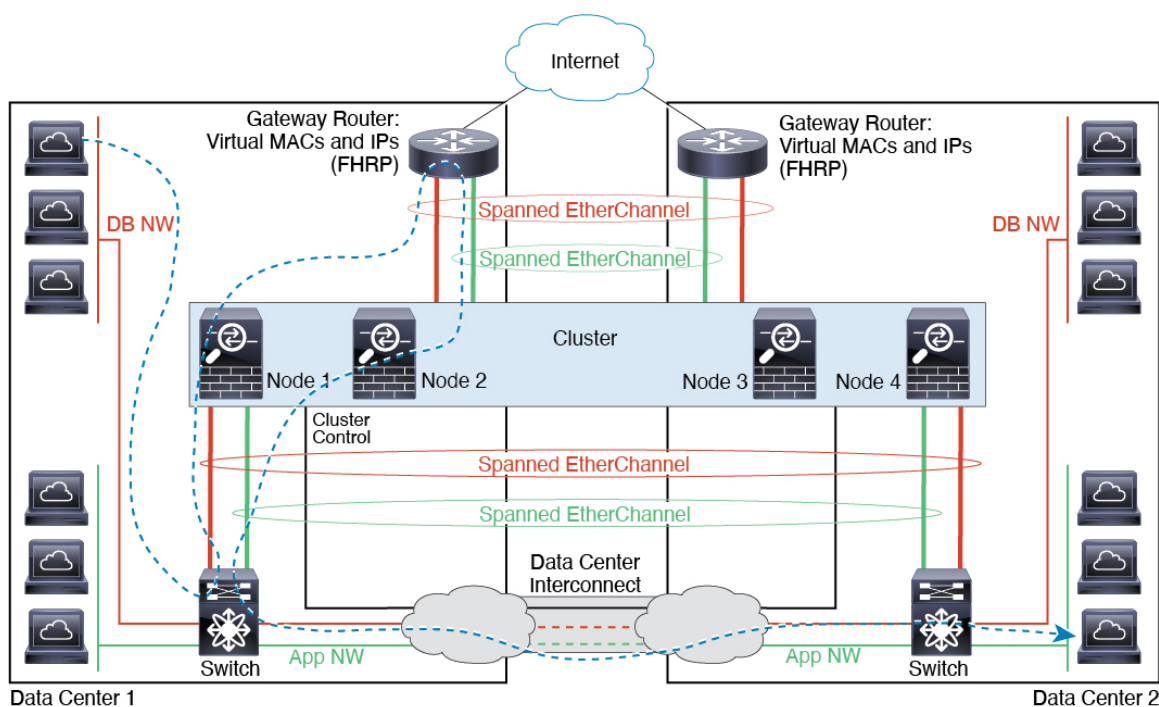 Internet
Gateway Router:
Virtual MACs and IPs
(FHRP)
Gateway Router:
Virtual MACs and IPs
(FHRP)
DB NW
Spanned EtherChannel
DB NW
Spanned EtherChannel
Cluster
Node 1
Node 2
Node 3
Node 4
Cluster
Control
Spanned EtherChannel
Spanned EtherChannel
Data Center
Interconnect
Switch
App NW
App NW
Switch
Data Center 1
Data Center 2